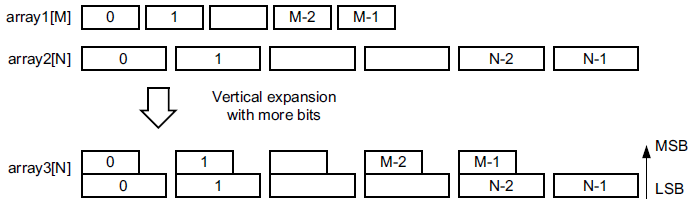 array1[M] 0 1 M-2 M-1
array2[N] 0 1 N-2 N-1
Vertical expansion
with more bits
array3[N] 0 1 M-2 M-1 MSB
0 1 N-2 N-1 LSB